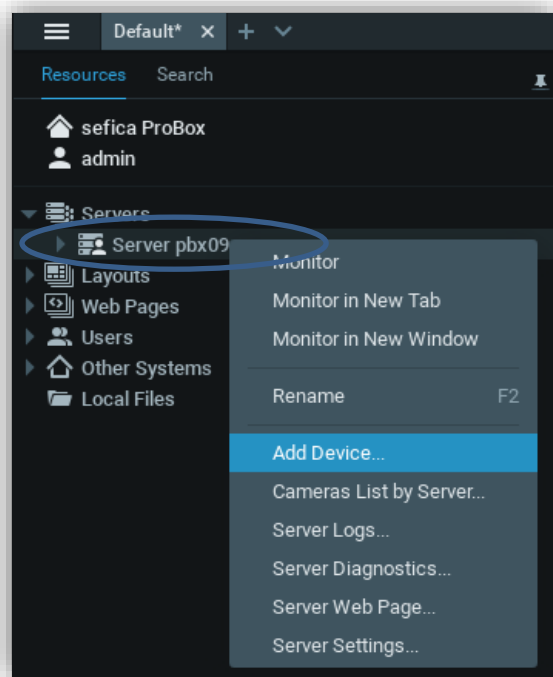 Default*
Resources Search
sefica ProBox
admin
Servers
Server pbx09
Layouts
Web Pages
Users
Other Systems
Local Files
Monitor
Monitor in New Tab
Monitor in New Window
Rename F2
Add Device...
Cameras List by Server...
Server Logs...
Server Diagnostics...
Server Web Page...
Server Settings...